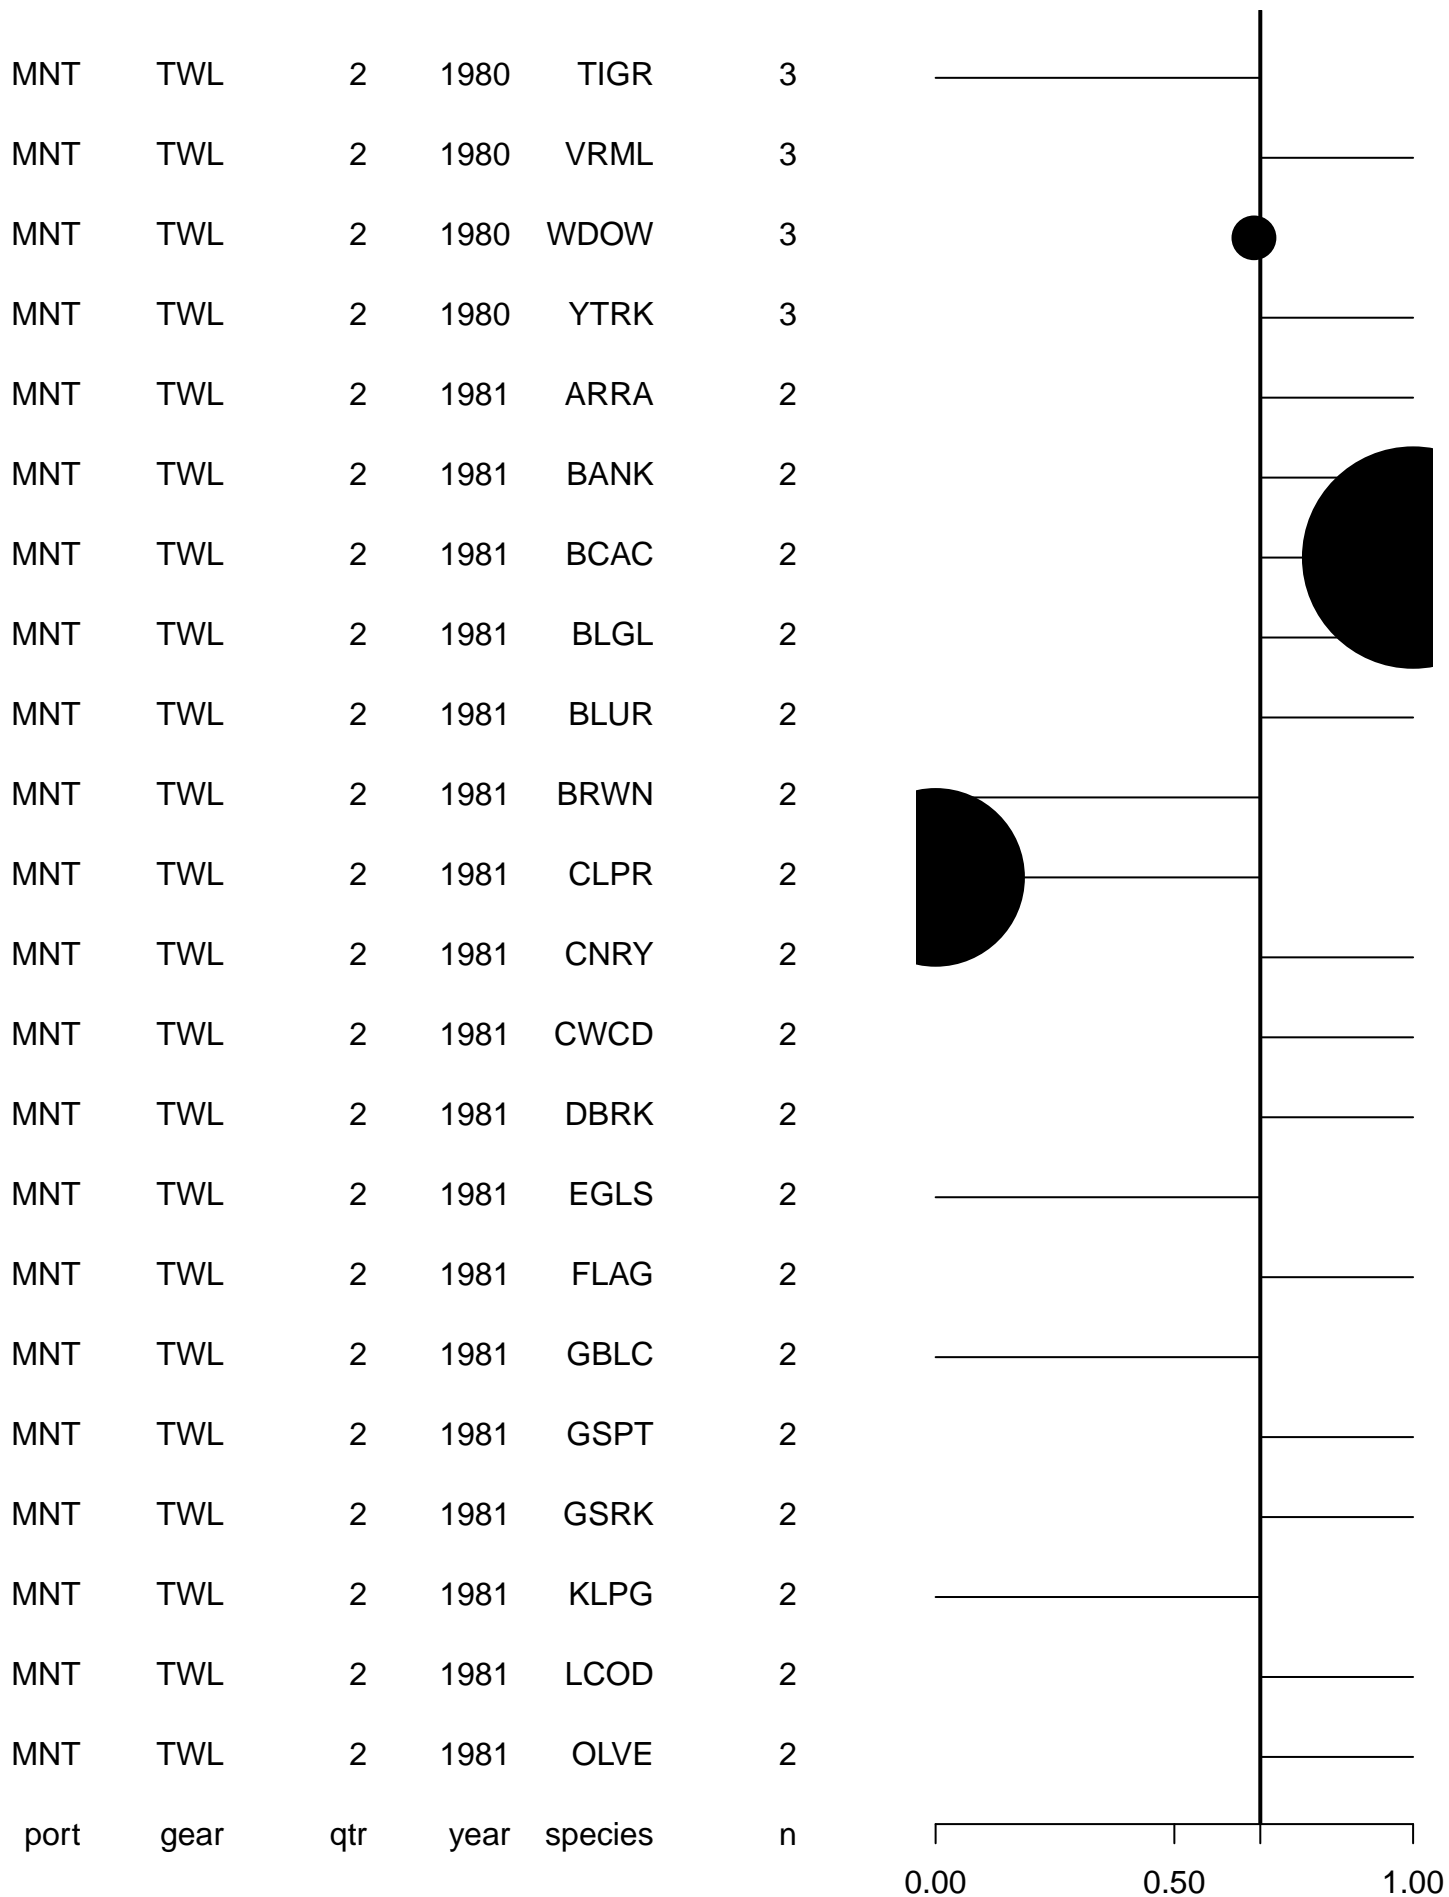 MNT TWL 2 1980 TIGR 3
MNT TWL 2 1980 VRML 3
MNT TWL 2 1980 WDOW 3
MNT TWL 2 1980 YTRK 3
MNT TWL 2 1981 ARRA 2
MNT TWL 2 1981 BANK 2
MNT TWL 2 1981 BCAC 2
MNT TWL 2 1981 BLGL 2
MNT TWL 2 1981 BLUR 2
MNT TWL 2 1981 BRWN 2
MNT TWL 2 1981 CLPR 2
MNT TWL 2 1981 CNRY 2
MNT TWL 2 1981 CWCD 2
MNT TWL 2 1981 DBRK 2
MNT TWL 2 1981 EGLS 2
MNT TWL 2 1981 FLAG 2
MNT TWL 2 1981 GBLC 2
MNT TWL 2 1981 GSPT 2
MNT TWL 2 1981 GSRK 2
MNT TWL 2 1981 KLPG 2
MNT TWL 2 1981 LCOD 2
MNT TWL 2 1981 OLVE 2
port gear qtr year species n
0.00 0.50 1.00